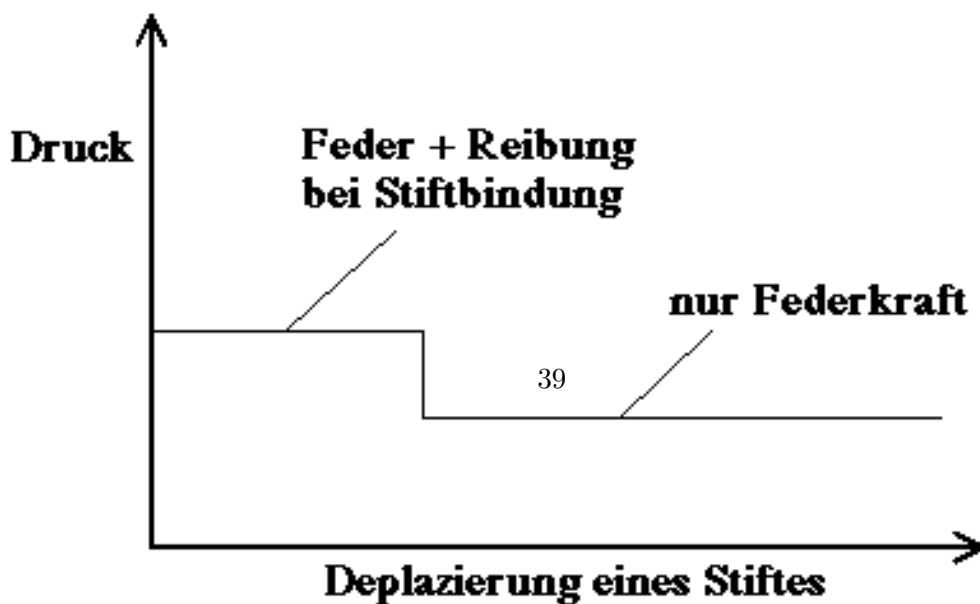 Druck
Feder + Reibung
bei Stiftbindung
nur Federkraft
39
Deplazierung eines Stiftes